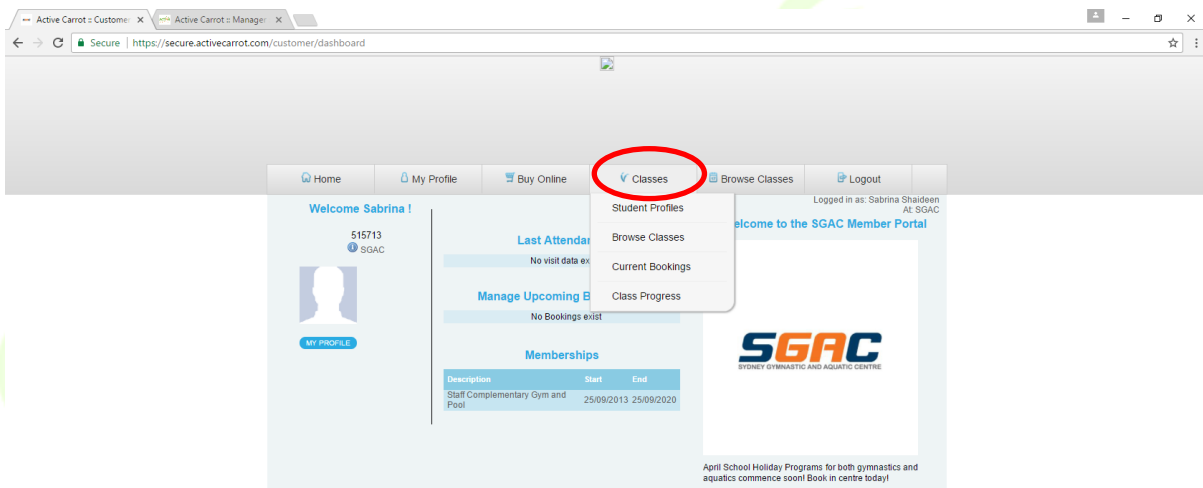 Active Carrot :: Custome
Active Carrot :: Manager
Secure | https://secure.activecarrot.com/customer/dashboard
Home
My Profile
Buy Online
Classes
Browse Classes
Logout
Student Profiles
Browse Classes
Current Bookings
Class Progress
Logged in as: Sabrina Shaideen
At: SGAC
Welcome Sabrina !
515713
SGAC
MY PROFILE
Last Attendan
No visit data ex
Manage Upcoming B
No Bookings exist
Memberships
Description Start End
Staff Complementary Gym and Pool 25/09/2013 25/09/2020
elcome to the SGAC Member Portal
SGAC
SYDNEY GYMNASTIC AND AQUATIC CENTRE
April School Holiday Programs for both gymnastics and
aquatics commence soon! Book in centre today!